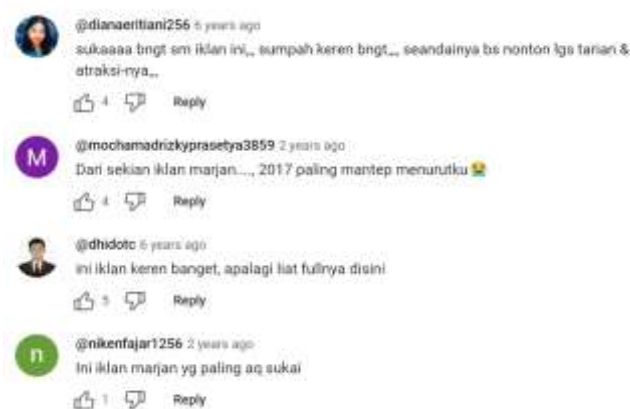 @dianaeritiani256 6 years ago
sukaaaa bngt sm iklan ini,,, sumpah keren bngt,,,, seandainya bs nonton lgs tarian &
atraksi-nya,,,
4 Reply
@mochamadrizkyprasetya3859 2 years ago
Dari sekian iklan marjan...., 2017 paling mantep menurutku 😭
4 Reply
@dhidotc 6 years ago
ini iklan keren banget, apalagi liat fullnya disini
5 Reply
@nikenfajar1256 2 years ago
Ini iklan marjan yg paling aq sukai
1 Reply